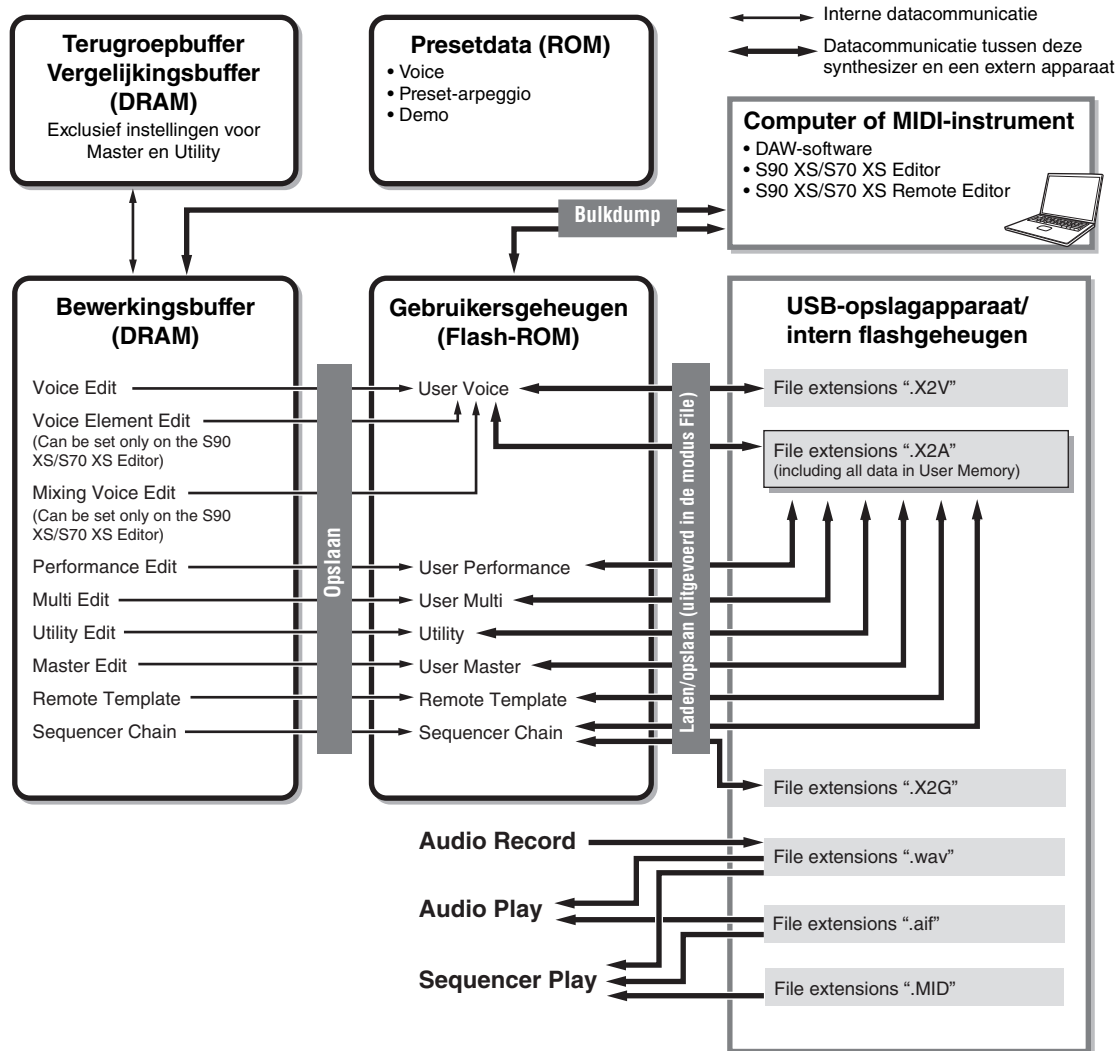 Terugroepbuffer
Vergelijkingsbuffer
(DRAM)
Exclusief instellingen voor
Master en Utility
Presetdata (ROM)
• Voice
• Preset-arpeggio
• Demo
Interne datacommunicatie
Datacommunicatie tussen deze
synthesizer en een extern apparaat
Computer of MIDI-instrument
• DAW-software
• S90 XS/S70 XS Editor
• S90 XS/S70 XS Remote Editor
Bulkdump
Bewerkingsbuffer
(DRAM)
Voice Edit
Voice Element Edit
(Can be set only on the S90
XS/S70 XS Editor)
Mixing Voice Edit
(Can be set only on the S90
XS/S70 XS Editor)
Performance Edit
Multi Edit
Utility Edit
Master Edit
Remote Template
Sequencer Chain
Opslaan
Gebruikersgeheugen
(Flash-ROM)
User Voice
User Performance
User Multi
Utility
User Master
Remote Template
Sequencer Chain
Laden/opslaan (uitgevoerd in de modus File)
USB-opslagapparaat/
intern flashgeheugen
File extensions “.X2V”
File extensions “.X2A”
(including all data in User Memory)
File extensions “.X2G”
File extensions “.wav”
File extensions “.aif”
File extensions “.MID”
Audio Record
Audio Play
Sequencer Play